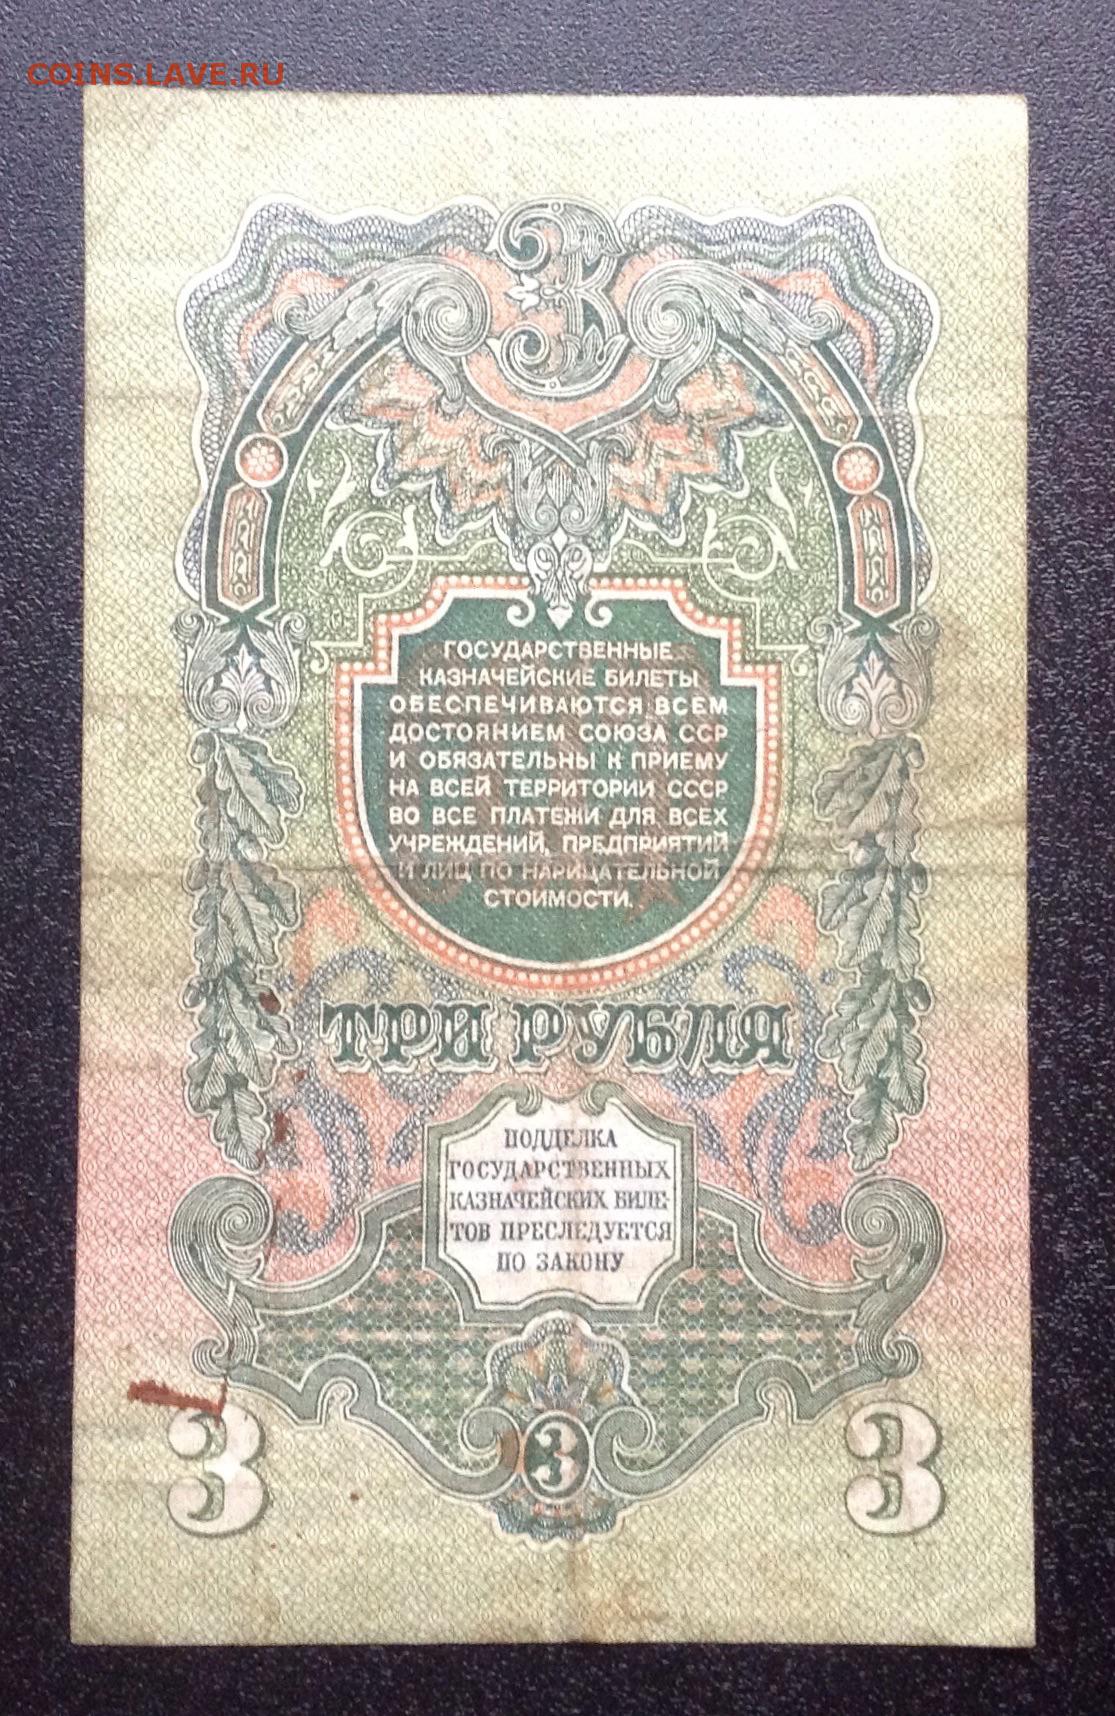 COINS.LAVE.RU
3
ГОСУДАРСТВЕННЫЕ
КАЗНАЧЕЙСКИЕ БИЛЕТЫ
ОБЕСПЕЧИВАЮТСЯ ВСЕМ
ДОСТОЯНИЕМ СОЮЗА ССР
И ОБЯЗАТЕЛЬНЫ К ПРИЕМУ
НА ВСЕЙ ТЕРРИТОРИИ СССР
ВО ВСЕ ПЛАТЕЖИ ДЛЯ ВСЕХ
УЧРЕЖДЕНИЙ, ПРЕДПРИЯТИЙ
И ЛИЦ ПО НАРИЦАТЕЛЬНОЙ
СТОИМОСТИ.
ТРИ РУБЛЯ
ПОДДЕЛКА
ГОСУДАРСТВЕННЫХ
КАЗНАЧЕЙСКИХ БИЛЕ-
ТОВ ПРЕСЛЕДУЕТСЯ
ПО ЗАКОНУ
3 3 3